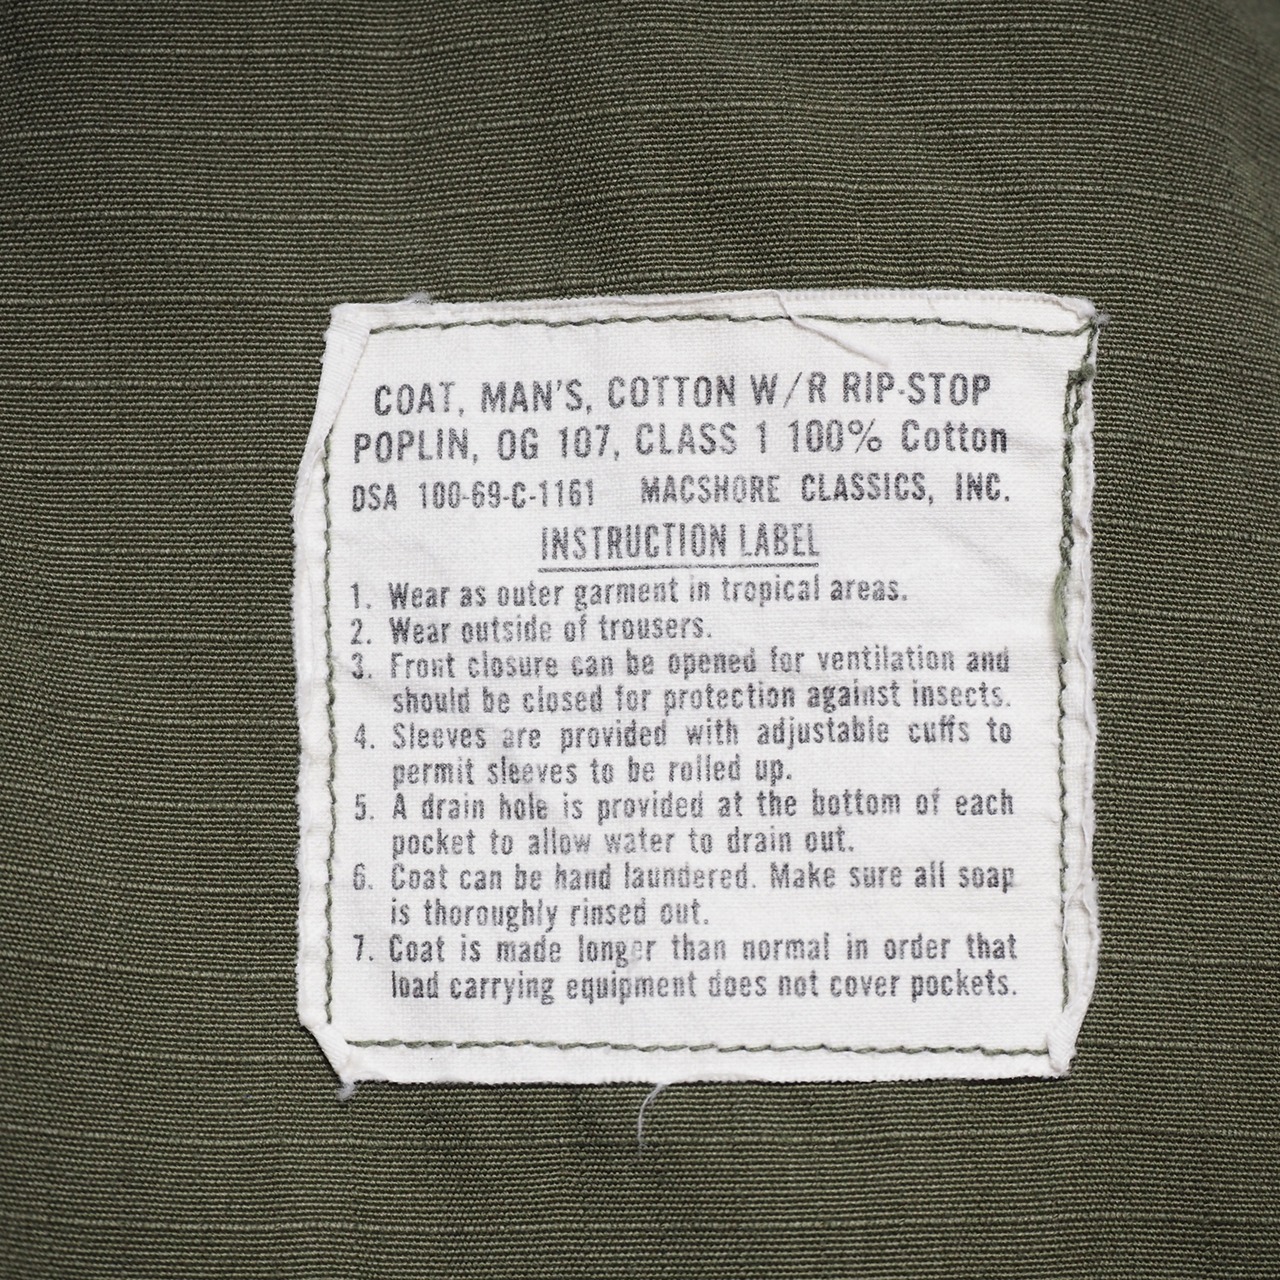 COAT, MAN'S, COTTON W/R RIP-STOP
POPLIN, OG 107, CLASS 1 100% Cotton
DSA 100-69-C-1161 MACSHORE CLASSICS, INC.
INSTRUCTION LABEL
1. Wear as outer garment in tropical areas.
2. Wear outside of trousers.
3. Front closure can be opened for ventilation and
should be closed for protection against insects.
4. Sleeves are provided with adjustable cuffs to
permit sleeves to be rolled up.
5. A drain hole is provided at the bottom of each
pocket to allow water to drain out.
6. Coat can be hand laundered. Make sure all soap
is thoroughly rinsed out.
7. Coat is made longer than normal in order that
load carrying equipment does not cover pockets.